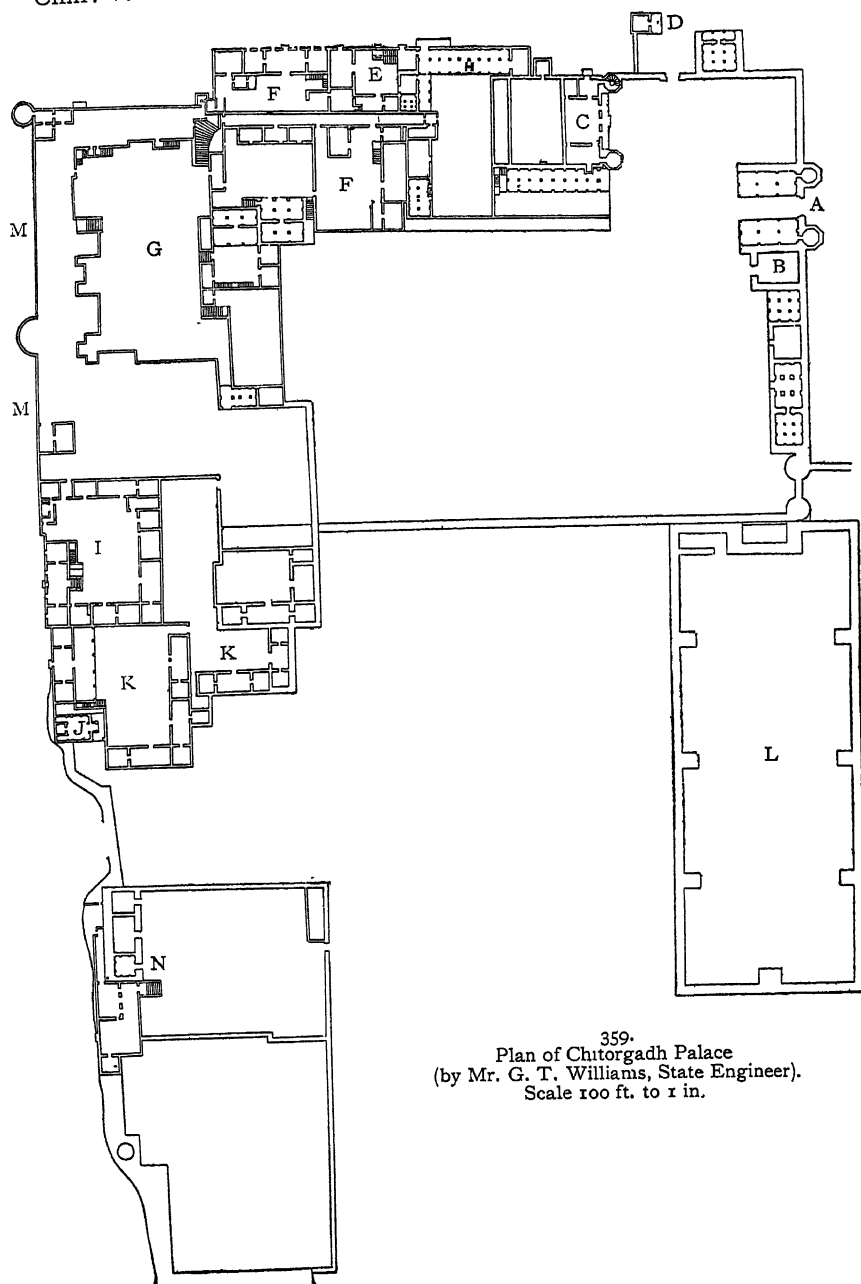 D
H
E
F
C
F
A
M
G
B
M
I
K
K
J
L
N
359.
Plan of Chitorgadh Palace
(by Mr. G. T. Williams, State Engineer).
Scale 100 ft. to 1 in.